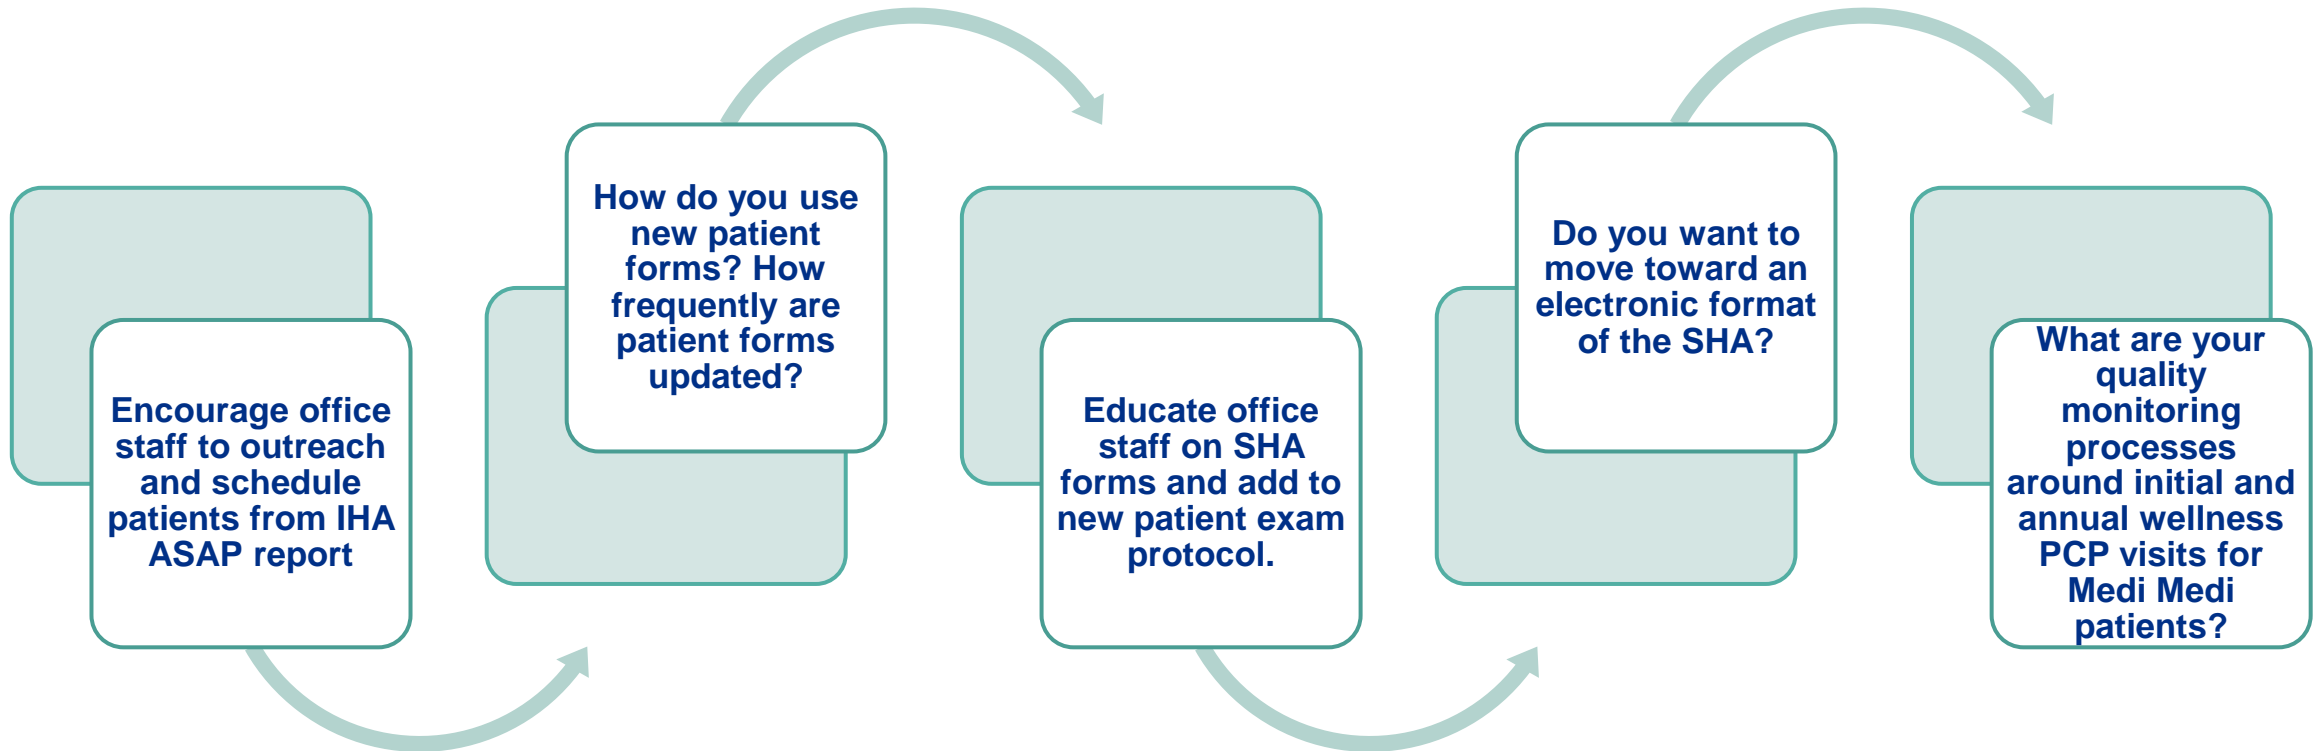 Encourage office
staff to outreach
and schedule
patients from IHA
ASAP report
How do you use
new patient
forms? How
frequently are
patient forms
updated?
Educate office
staff on SHA
forms and add to
new patient exam
protocol.
Do you want to
move toward an
electronic format
of the SHA?
What are your
quality
monitoring
processes
around initial and
annual wellness
PCP visits for
Medi Medi
patients?